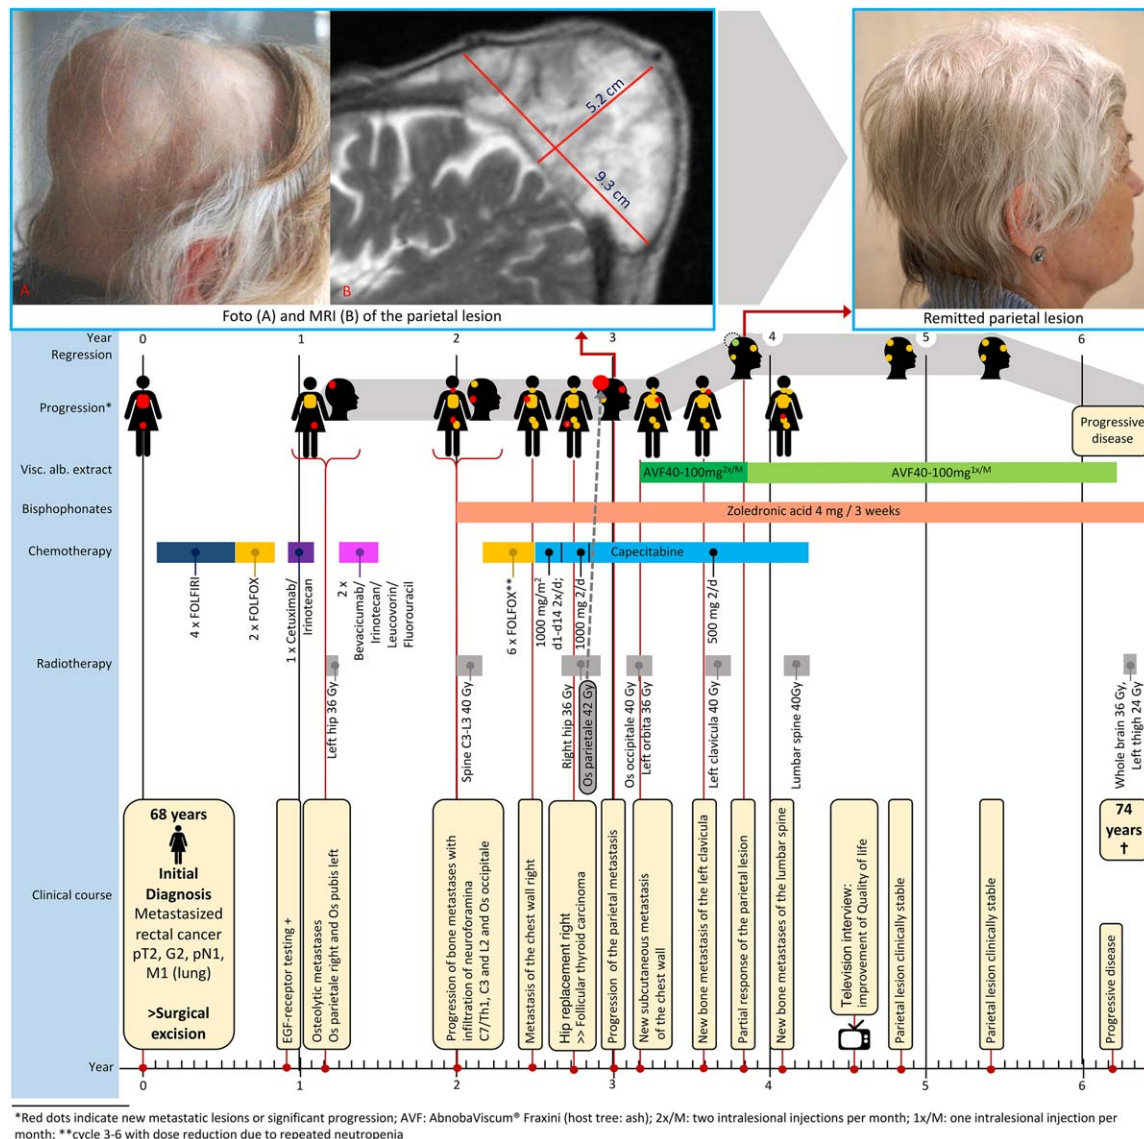 A
B
5.2 cm
9.3 cm
Foto (A) and MRI (B) of the parietal lesion
Remitted parietal lesion
Year
0
1
2
3
4
5
6
Regression
Progression*
Progressive
disease
Visc. alb. extract
AVF40-100mg2x/M
AVF40-100mg1x/M
Bisphophonates
Zoledronic acid 4 mg / 3 weeks
Chemotherapy
Capecitabine
4 x FOLFIRI
2 x FOLFOX
1 x Cetuximab/
Irinotecan
2 x
Bevacicumab/
Irinotecan/
Leucovorin/
Fluorouracil
6 x FOLFOX**
1000 mg/m2
d1-d14 2x/d;
1000 mg 2/d
500 mg 2/d
Radiotherapy
Left hip 36 Gy
Spine C3-L3 40 Gy
Right hip 36 Gy
Os parietale 42 Gy
Os occipitale 40 Gy
Left orbita 36 Gy
Left clavicula 40 Gy
Lumbar spine 40Gy
Whole brain 36 Gy,
Left thigh 24 Gy
Clinical course
68 years
Initial
Diagnosis
Metastasized
rectal cancer
pT2, G2, pN1,
M1 (lung)
>Surgical
excision
EGF-receptor testing +
Osteolytic metastases
Os parietale right and Os pubis left
Progression of bone metastases with
infiltration of neuroforamina
C7/Th1, C3 and L2 and Os occipitale
Metastasis of the chest wall right
Hip replacement right
>> Follicular thyroid carcinoma
Progression of the parietal metastasis
New subcutaneous metastasis
of the chest wall
New bone metastasis of the left clavicula
Partial response of the parietal lesion
New bone metastases of the lumbar spine
Television interview:
improvement of Quality of life
Parietal lesion clinically stable
Parietal lesion clinically stable
74
years
†
Progressive disease
Year
0
1
2
3
4
5
6
*Red dots indicate new metastatic lesions or significant progression; AVF: AbnobaViscum® Fraxini (host tree: ash); 2x/M: two intralesional injections per month; 1x/M: one intralesional injection per
month; **cycle 3-6 with dose reduction due to repeated neutropenia